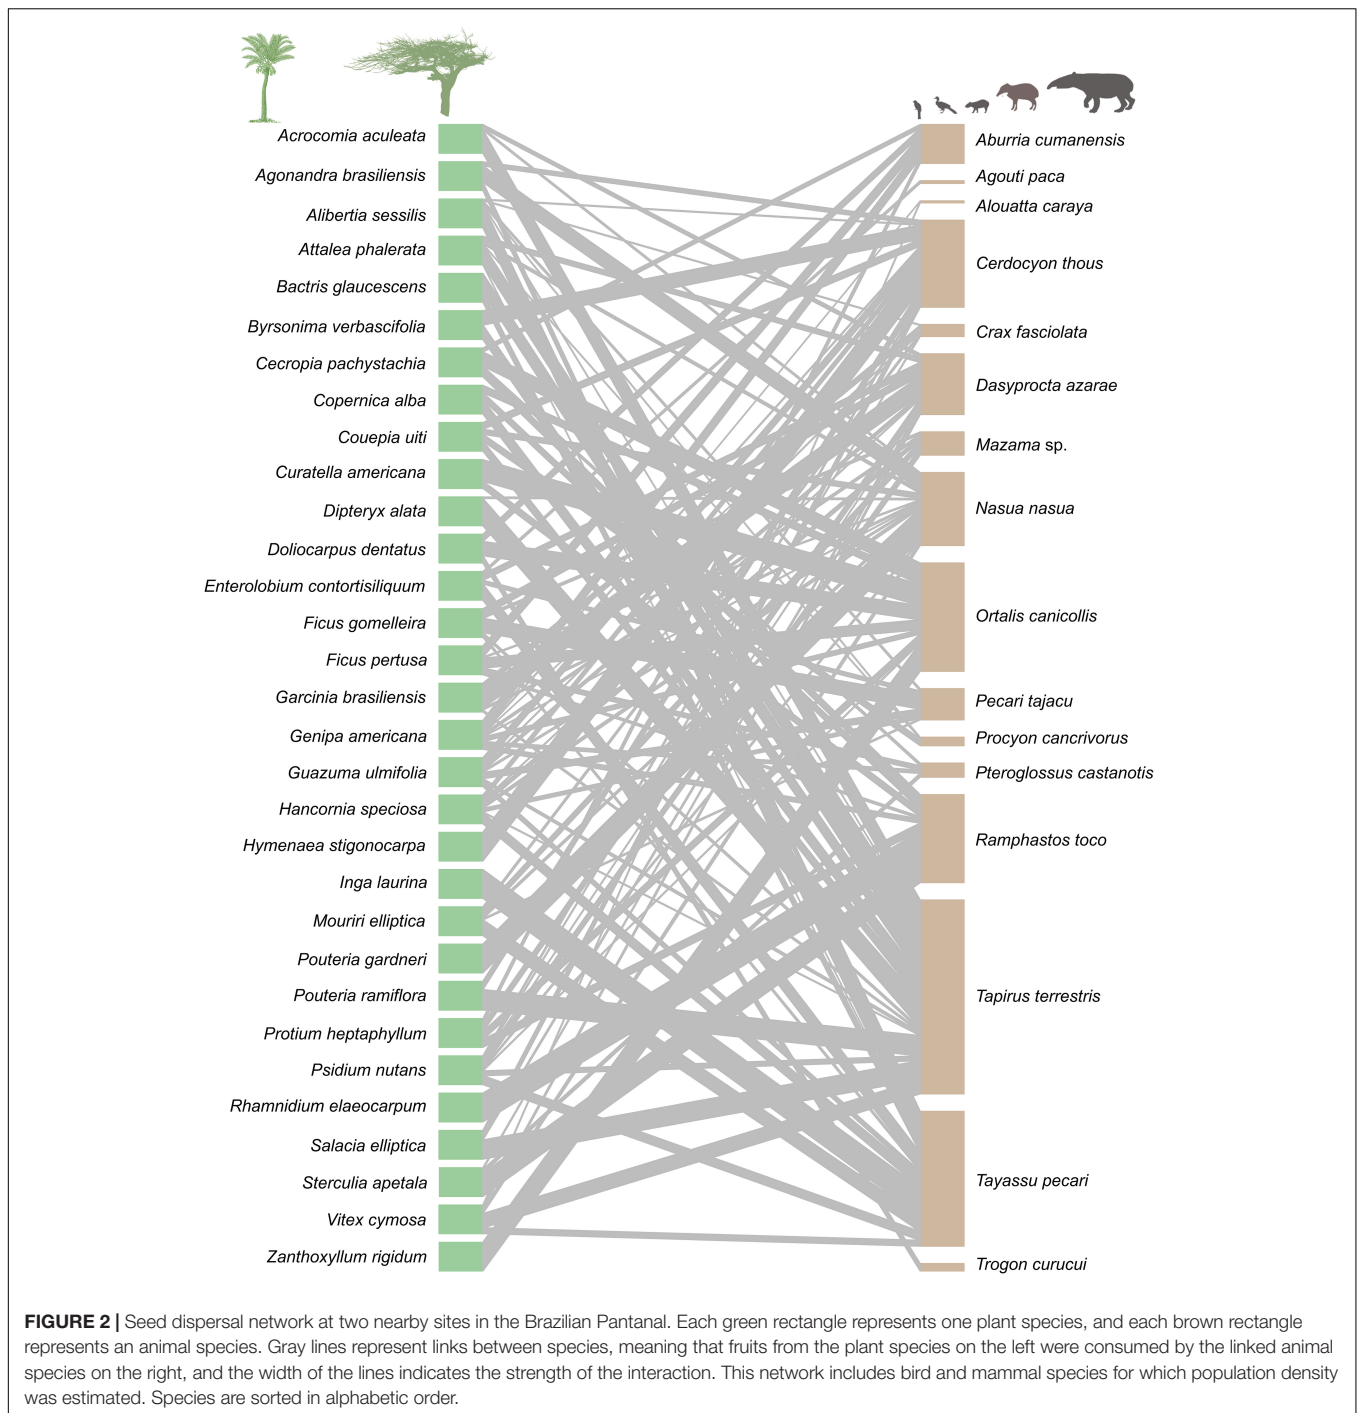 Acrocomia aculeata
Agonandra brasiliensis
Alibertia sessilis
Attalea phalerata
Bactris glaucescens
Byrsonima verbascifolia
Cecropia pachystachia
Copernica alba
Couepia uiti
Curatella americana
Dipteryx alata
Doliocarpus dentatus
Enterolobium contortisiliquum
Ficus gomelleira
Ficus pertusa
Garcinia brasiliensis
Genipa americana
Guazuma ulmifolia
Hancornia speciosa
Hymenaea stigonocarpa
Inga laurina
Mouriri elliptica
Pouteria gardneri
Pouteria ramiflora
Protium heptaphyllum
Psidium nutans
Rhamnidium elaeocarpum
Salacia elliptica
Sterculia apetala
Vitex cymosa
Zanthoxyllum rigidum
Aburria cumanensis
Agouti paca
Alouatta caraya
Cerdocyon thous
Crax fasciolata
Dasyprocta azarae
Mazama sp.
Nasua nasua
Ortalis canicollis
Pecari tajacu
Procyon cancrivorus
Pteroglossus castanotis
Ramphastos toco
Tapirus terrestris
Tayassu pecari
Trogon curucui
FIGURE 2 | Seed dispersal network at two nearby sites in the Brazilian Pantanal. Each green rectangle represents one plant species, and each brown rectangle
represents an animal species. Gray lines represent links between species, meaning that fruits from the plant species on the left were consumed by the linked animal
species on the right, and the width of the lines indicates the strength of the interaction. This network includes bird and mammal species for which population density
was estimated. Species are sorted in alphabetic order.